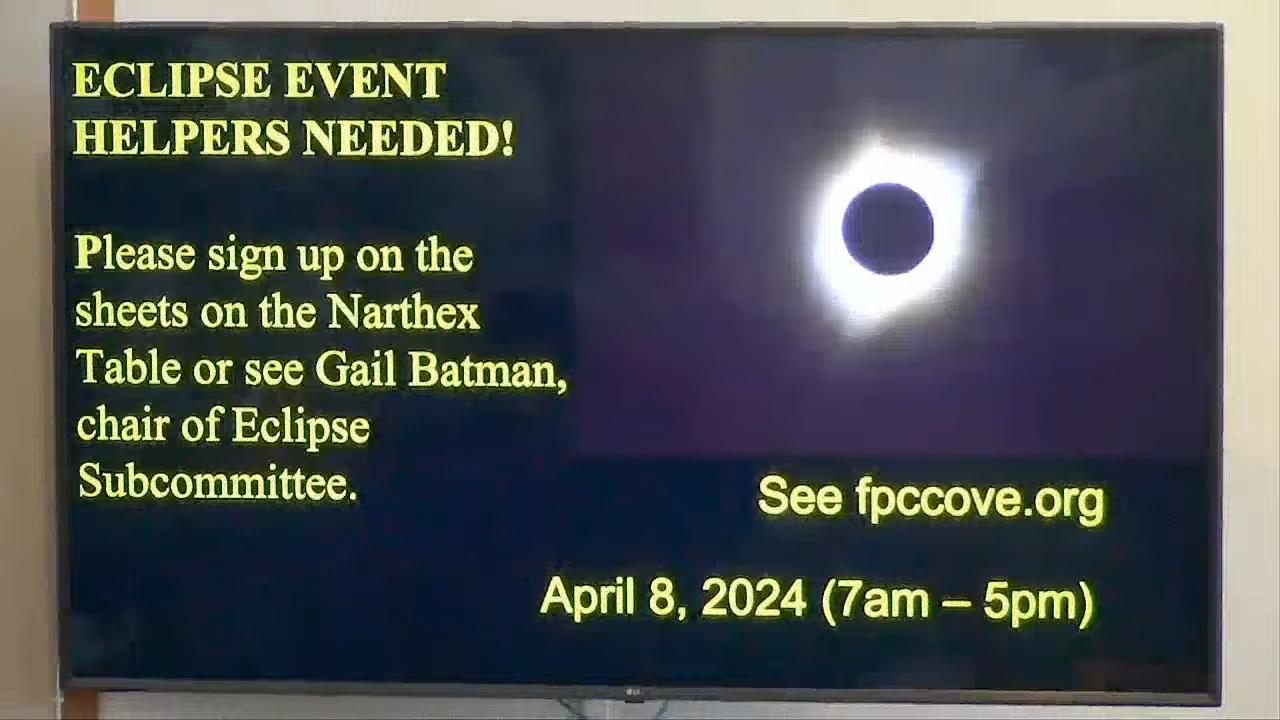 ECLIPSE EVENT
HELPERS NEEDED!
Please sign up on the
sheets on the Narthex
Table or see Gail Batman,
chair of Eclipse
Subcommittee.
See fpccove.org
April 8, 2024 (7am – 5pm)
LG